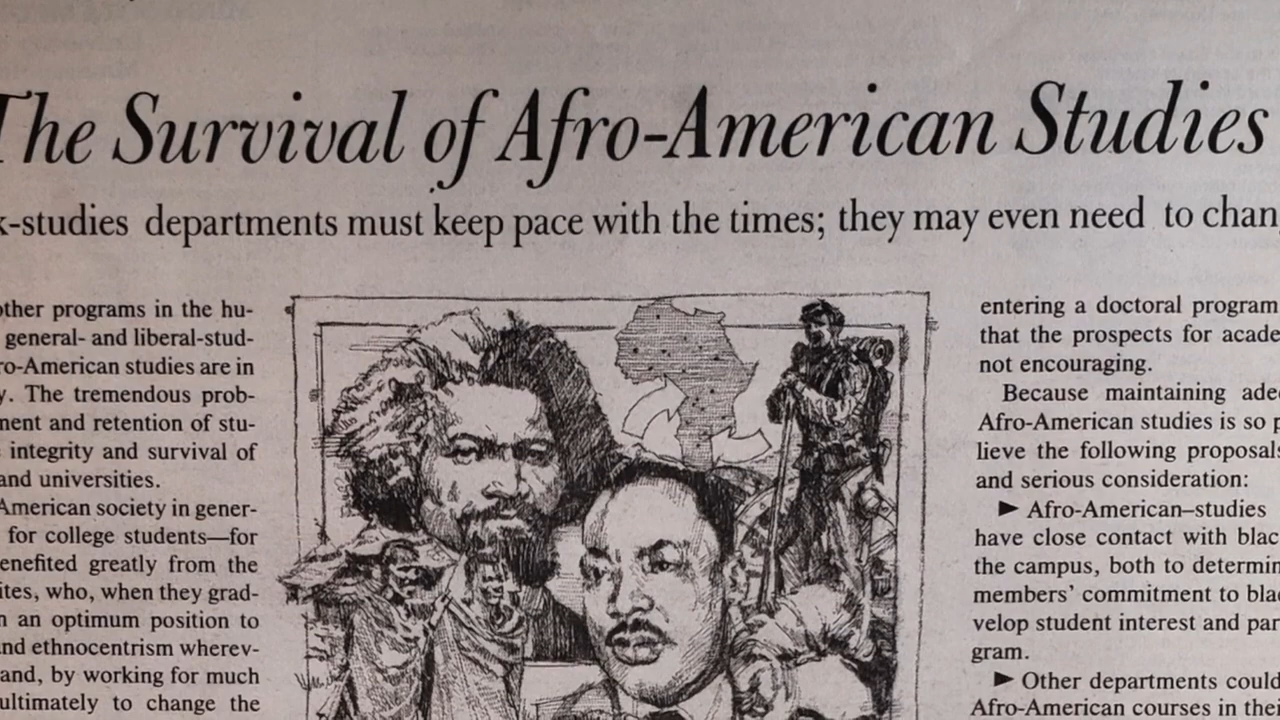 The Survival of Afro-American Studies
k-studies departments must keep pace with the times; they may even need to chan
other programs in the hu-
general- and liberal-stud-
ro-American studies are in
y. The tremendous prob-
ment and retention of stu-
integrity and survival of
and universities.
American society in gener-
for college students—for
enefited greatly from the
ites, who, when they grad-
n an optimum position to
nd ethnocentrism wherev-
and, by working for much
ultimately to change the
entering a doctoral program
that the prospects for acade
not encouraging.
Because maintaining ade
Afro-American studies is so p
lieve the following proposals
and serious consideration:
► Afro-American–studies
have close contact with blac
the campus, both to determin
members' commitment to bla
velop student interest and par
gram.
► Other departments could
Afro-American courses in thei